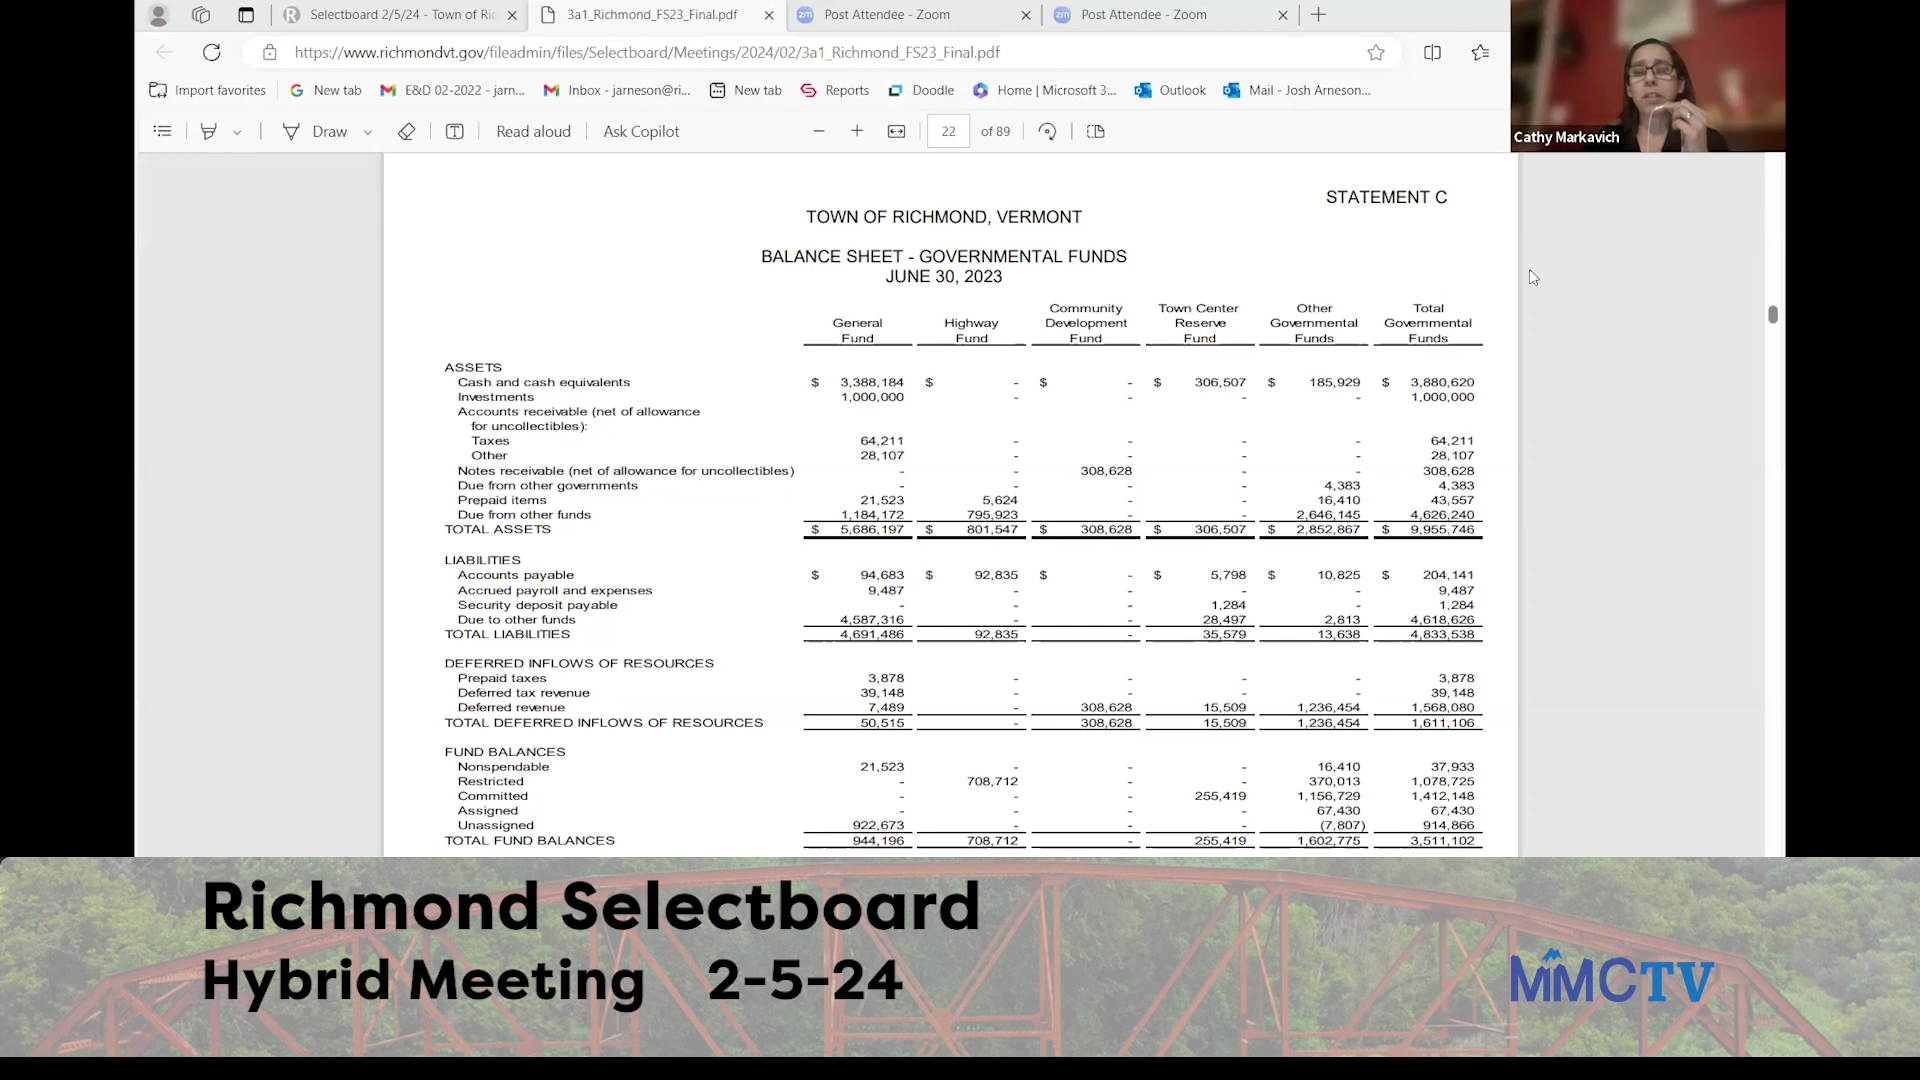 Selectboard 2/5/24 - Town of Ric
3a1_Richmond_FS23_Final.pdf
Post Attendee - Zoom
Post Attendee - Zoom
https://www.richmondvt.gov/fileadmin/files/Selectboard/Meetings/2024/02/3a1_Richmond_FS23_Final.pdf
Import favorites
New tab
E&D 02-2022 - jarn...
Inbox - jarneson@ri...
New tab
Reports
Doodle
Home | Microsoft 3...
Outlook
Mail - Josh Arneson...
Draw
Read aloud
Ask Copilot
22 of 89
Cathy Markavich
STATEMENT C
TOWN OF RICHMOND, VERMONT
BALANCE SHEET - GOVERNMENTAL FUNDS
JUNE 30, 2023
General Fund
Highway Fund
Community Development Fund
Town Center Reserve Fund
Other Governmental Funds
Total Governmental Funds
ASSETS
Cash and cash equivalents $ 3,388,184 $ - $ - $ 306,507 $ 185,929 $ 3,880,620
Investments 1,000,000 - - - - 1,000,000
Accounts receivable (net of allowance
for uncollectibles):
Taxes 64,211 - - - - 64,211
Other 28,107 - - - - 28,107
Notes receivable (net of allowance for uncollectibles) - - 308,628 - - 308,628
Due from other governments - - - - 4,383 4,383
Prepaid items 21,523 5,624 - - 16,410 43,557
Due from other funds 1,184,172 795,923 - - 2,646,145 4,626,240
TOTAL ASSETS $ 5,686,197 $ 801,547 $ 308,628 $ 306,507 $ 2,852,867 $ 9,955,746
LIABILITIES
Accounts payable $ 94,683 $ 92,835 $ - $ 5,798 $ 10,825 $ 204,141
Accrued payroll and expenses 9,487 - - - - 9,487
Security deposit payable - - - 1,284 - 1,284
Due to other funds 4,587,316 - - 28,497 2,813 4,618,626
TOTAL LIABILITIES 4,691,486 92,835 - 35,579 13,638 4,833,538
DEFERRED INFLOWS OF RESOURCES
Prepaid taxes 3,878 - - - - 3,878
Deferred tax revenue 39,148 - - - - 39,148
Deferred revenue 7,489 - 308,628 15,509 1,236,454 1,568,080
TOTAL DEFERRED INFLOWS OF RESOURCES 50,515 - 308,628 15,509 1,236,454 1,611,106
FUND BALANCES
Nonspendable 21,523 - - - 16,410 37,933
Restricted - 708,712 - - 370,013 1,078,725
Committed - - - 255,419 1,156,729 1,412,148
Assigned - - - - 67,430 67,430
Unassigned 922,673 - - - (7,807) 914,866
TOTAL FUND BALANCES 944,196 708,712 - 255,419 1,602,775 3,511,102
Richmond Selectboard
Hybrid Meeting 2-5-24
MMCTV